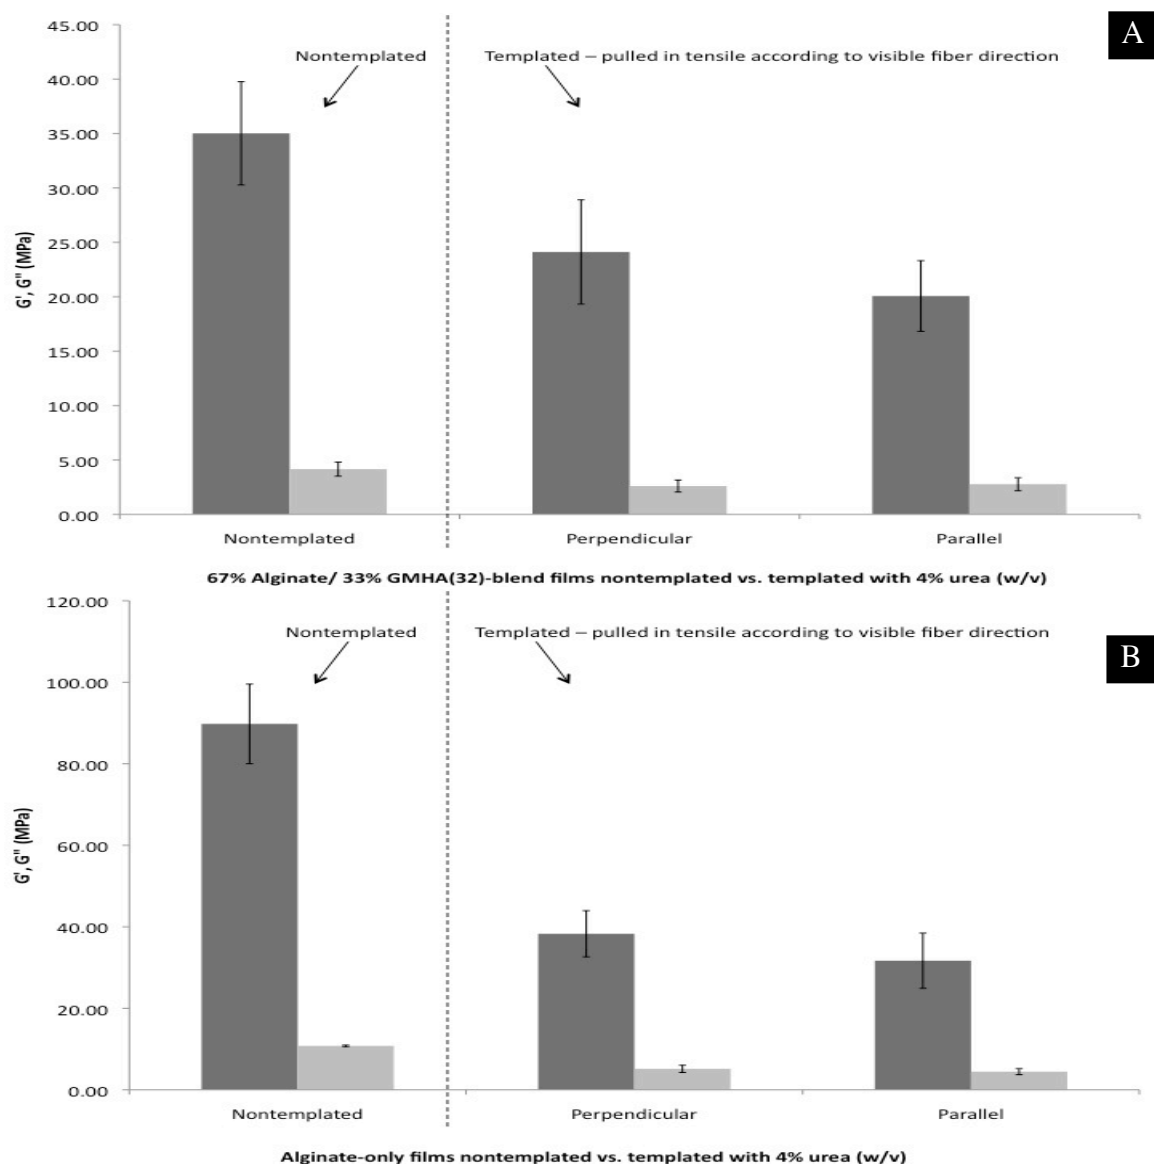 A
45.00
40.00
35.00
30.00
25.00
20.00
15.00
10.00
5.00
0.00
G', G" (MPa)
Nontemplated
Templated – pulled in tensile according to visible fiber direction
Nontemplated
Perpendicular
Parallel
67% Alginate/ 33% GMHA(32)-blend films nontemplated vs. templated with 4% urea (w/v)
B
120.00
100.00
80.00
60.00
40.00
20.00
0.00
G', G" (MPa)
Nontemplated
Templated – pulled in tensile according to visible fiber direction
Nontemplated
Perpendicular
Parallel
Alginate-only films nontemplated vs. templated with 4% urea (w/v)